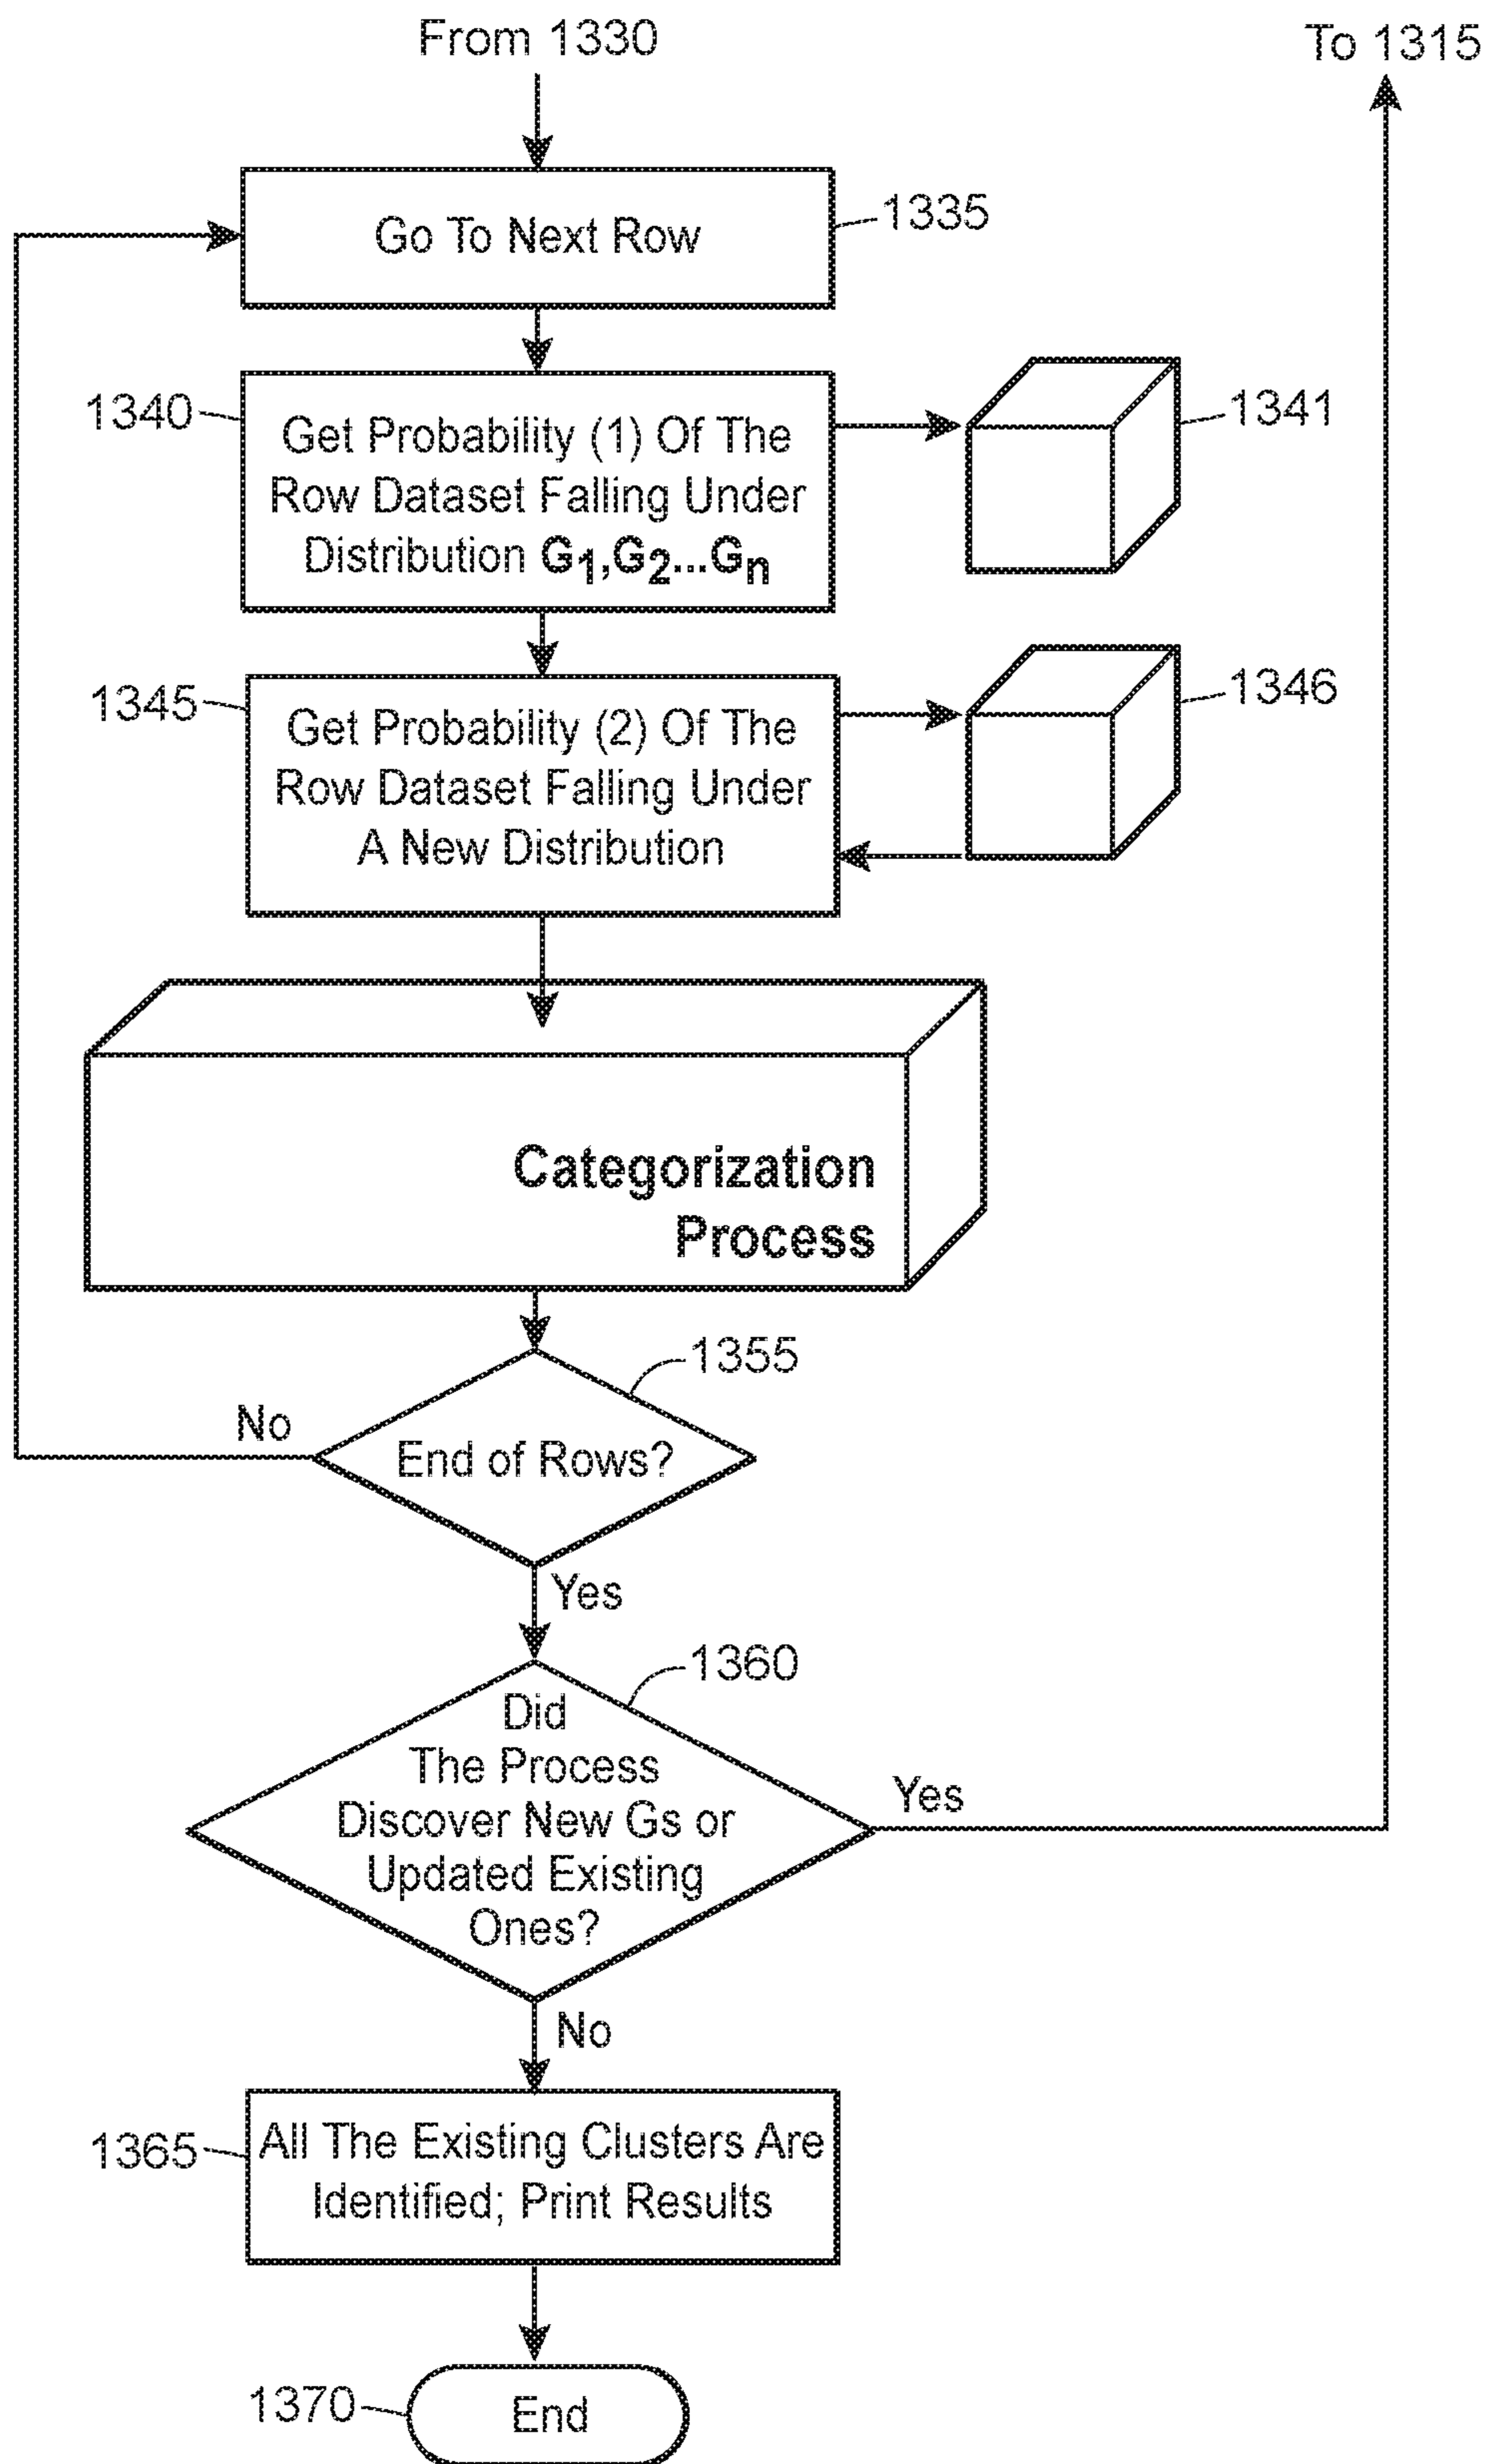 From 1330
To 1315
Go To Next Row
1335
1340
Get Probability (1) Of The
Row Dataset Falling Under
Distribution G1,G2...Gn
1341
1345
Get Probability (2) Of The
Row Dataset Falling Under
A New Distribution
1346
Categorization
Process
1355
No
End of Rows?
Yes
1360
Did
The Process
Discover New Gs or
Updated Existing
Ones?
Yes
No
1365
All The Existing Clusters Are
Identified; Print Results
1370
End